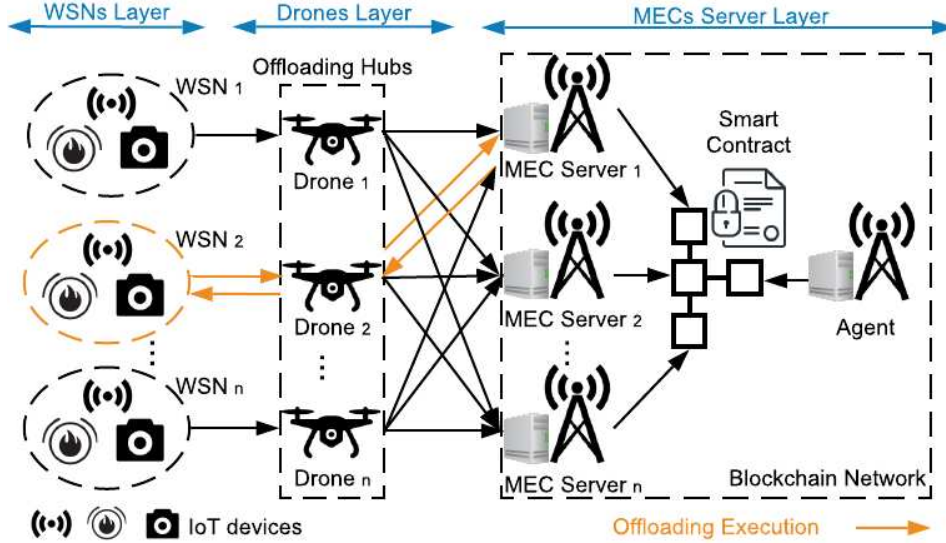 WSNs Layer
Drones Layer
MECs Server Layer
Offloading Hubs
WSN 1
Drone 1
MEC Server 1
Smart
Contract
WSN 2
Drone 2
MEC Server 2
Agent
WSN n
Drone n
MEC Server n
Blockchain Network
IoT devices
Offloading Execution